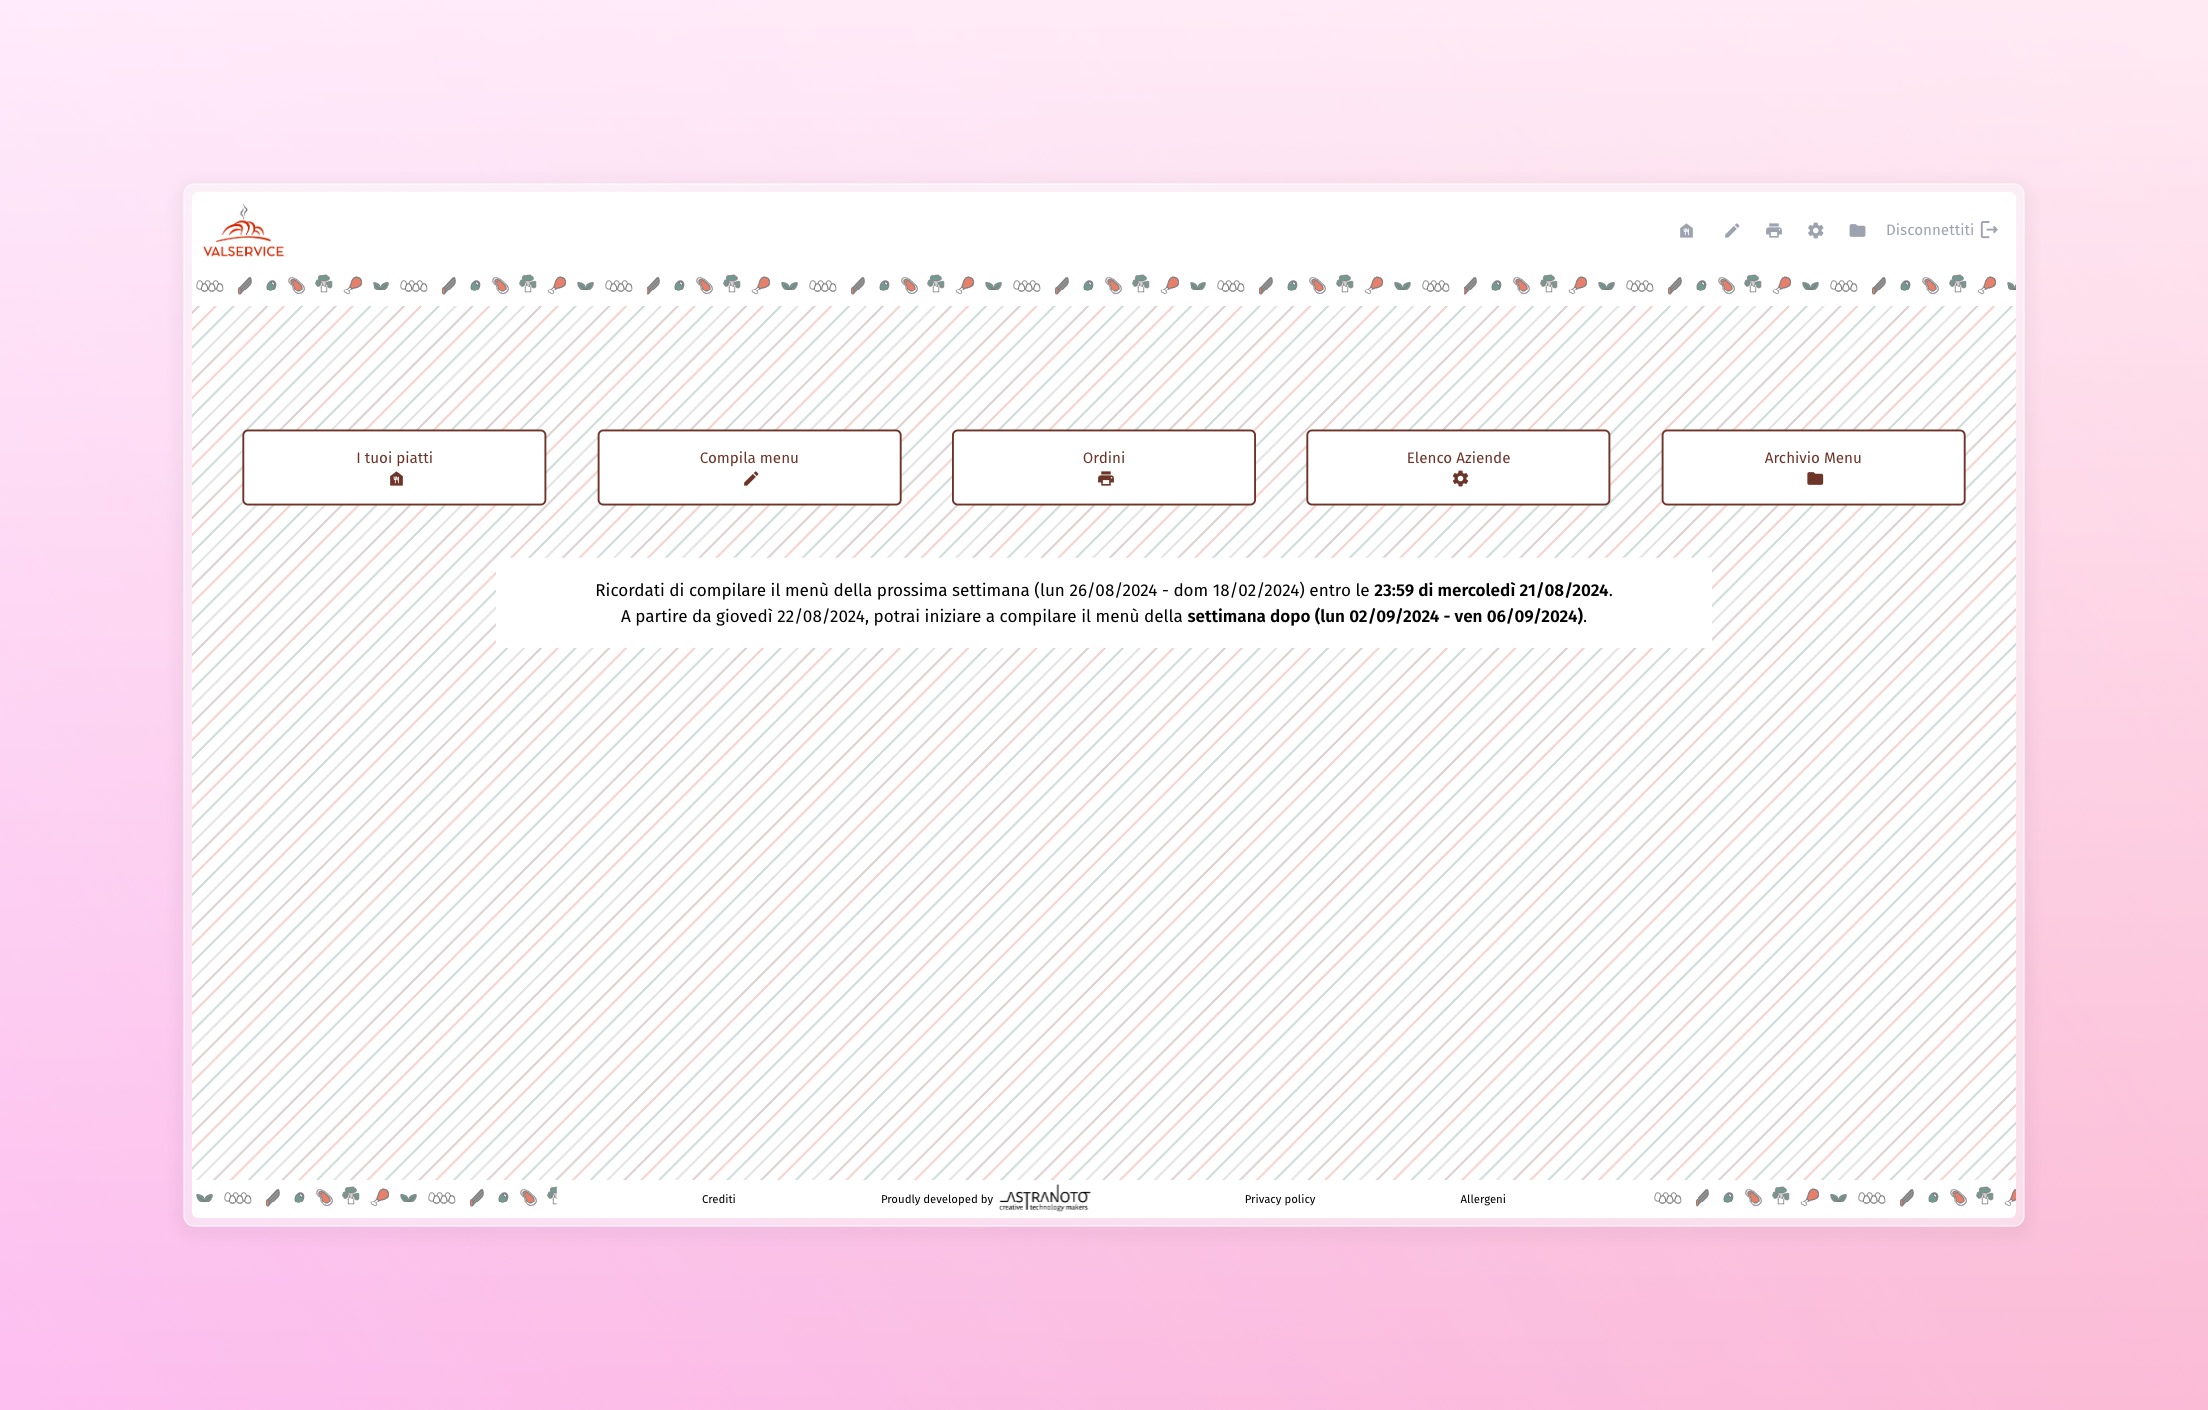 VALSERVICE
Disconnettiti
I tuoi piatti
Compila menu
Ordini
Elenco Aziende
Archivio Menu
Ricordati di compilare il menù della prossima settimana (lun 26/08/2024 - dom 18/02/2024) entro le 23:59 di mercoledì 21/08/2024.
A partire da giovedì 22/08/2024, potrai iniziare a compilare il menù della settimana dopo (lun 02/09/2024 - ven 06/09/2024).
Crediti
Proudly developed by
ASTRANOTO
creative technology makers
Privacy policy
Allergeni